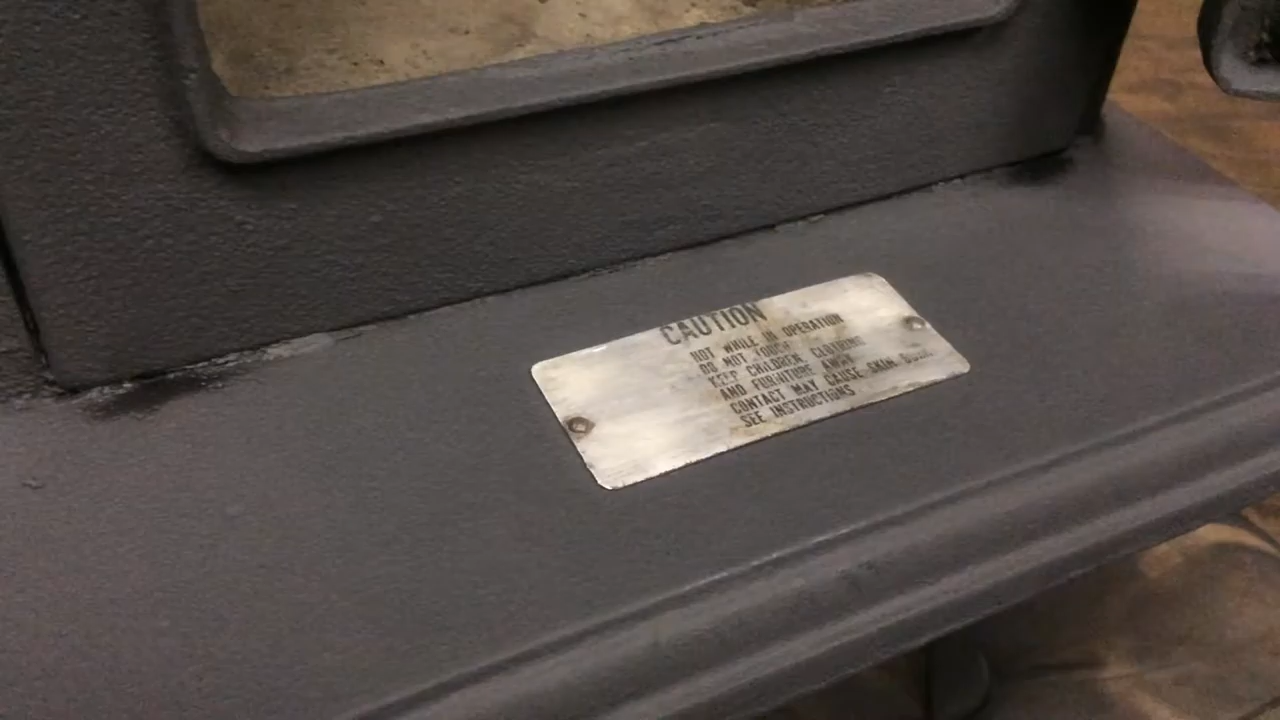 CAUTION
HOT WHILE IN OPERATION
DO NOT TOUCH
KEEP CHILDREN, CLOTHING
AND FURNITURE AWAY
CONTACT MAY CAUSE SKIN BURN
SEE INSTRUCTIONS